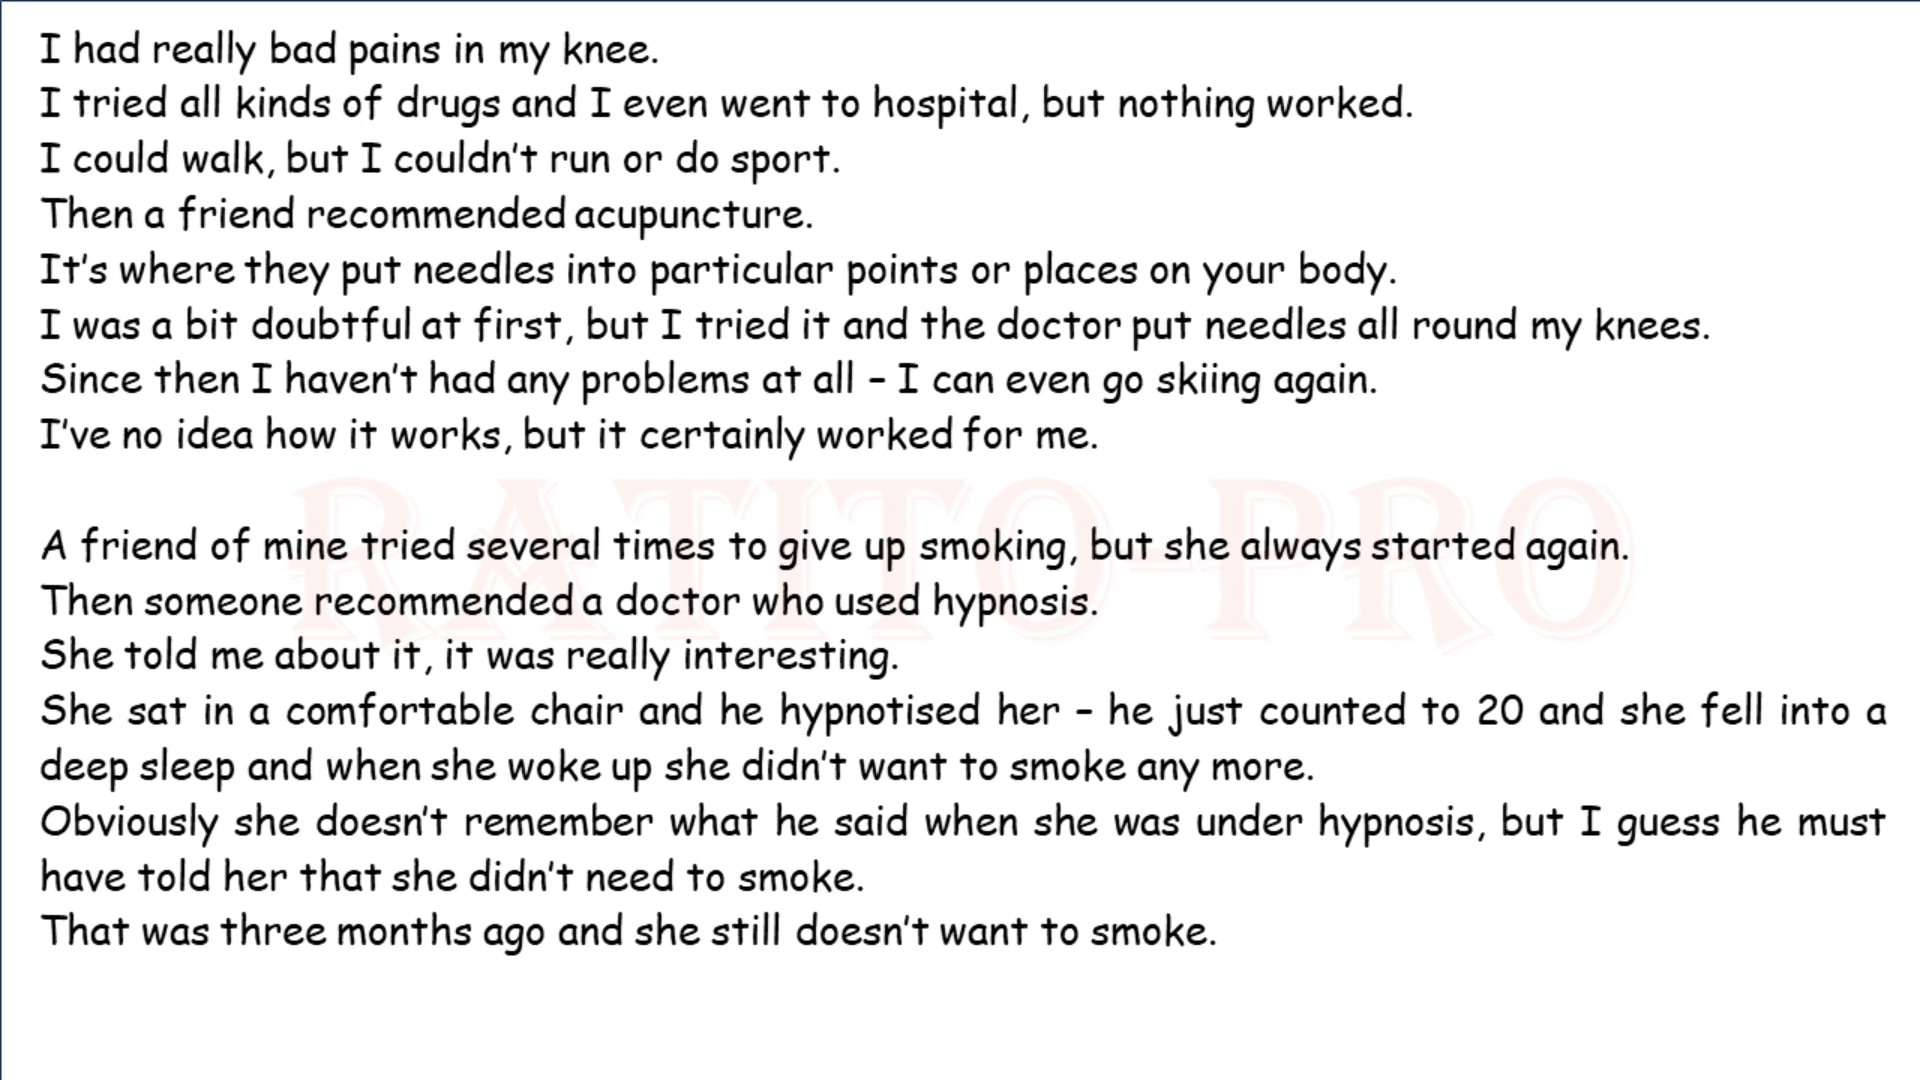 I had really bad pains in my knee.
I tried all kinds of drugs and I even went to hospital, but nothing worked.
I could walk, but I couldn't run or do sport.
Then a friend recommended acupuncture.
It's where they put needles into particular points or places on your body.
I was a bit doubtful at first, but I tried it and the doctor put needles all round my knees.
Since then I haven't had any problems at all – I can even go skiing again.
I've no idea how it works, but it certainly worked for me.
RATITO-PRO
A friend of mine tried several times to give up smoking, but she always started again.
Then someone recommended a doctor who used hypnosis.
She told me about it, it was really interesting.
She sat in a comfortable chair and he hypnotised her – he just counted to 20 and she fell into a
deep sleep and when she woke up she didn't want to smoke any more.
Obviously she doesn't remember what he said when she was under hypnosis, but I guess he must
have told her that she didn't need to smoke.
That was three months ago and she still doesn't want to smoke.